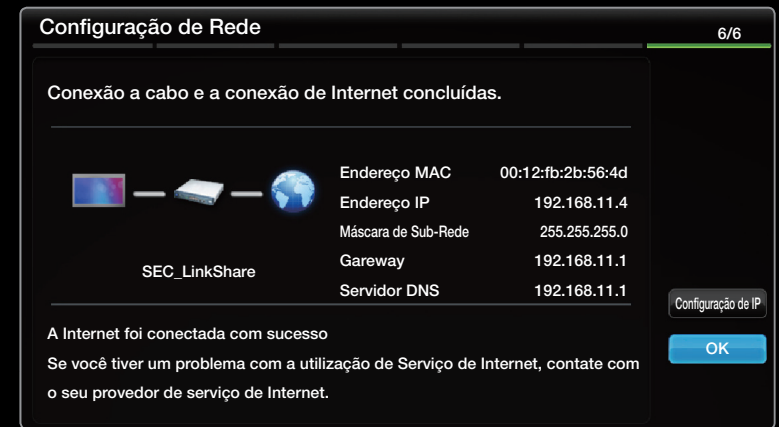 Configuração de Rede
6/6
Conexão a cabo e a conexão de Internet concluídas.
SEC_LinkShare
Endereço MAC 00:12:fb:2b:56:4d
Endereço IP 192.168.11.4
Máscara de Sub-Rede 255.255.255.0
Gareway 192.168.11.1
Servidor DNS 192.168.11.1
A Internet foi conectada com sucesso
Se você tiver um problema com a utilização de Serviço de Internet, contate com
o seu provedor de serviço de Internet.
Configuração de IP
OK